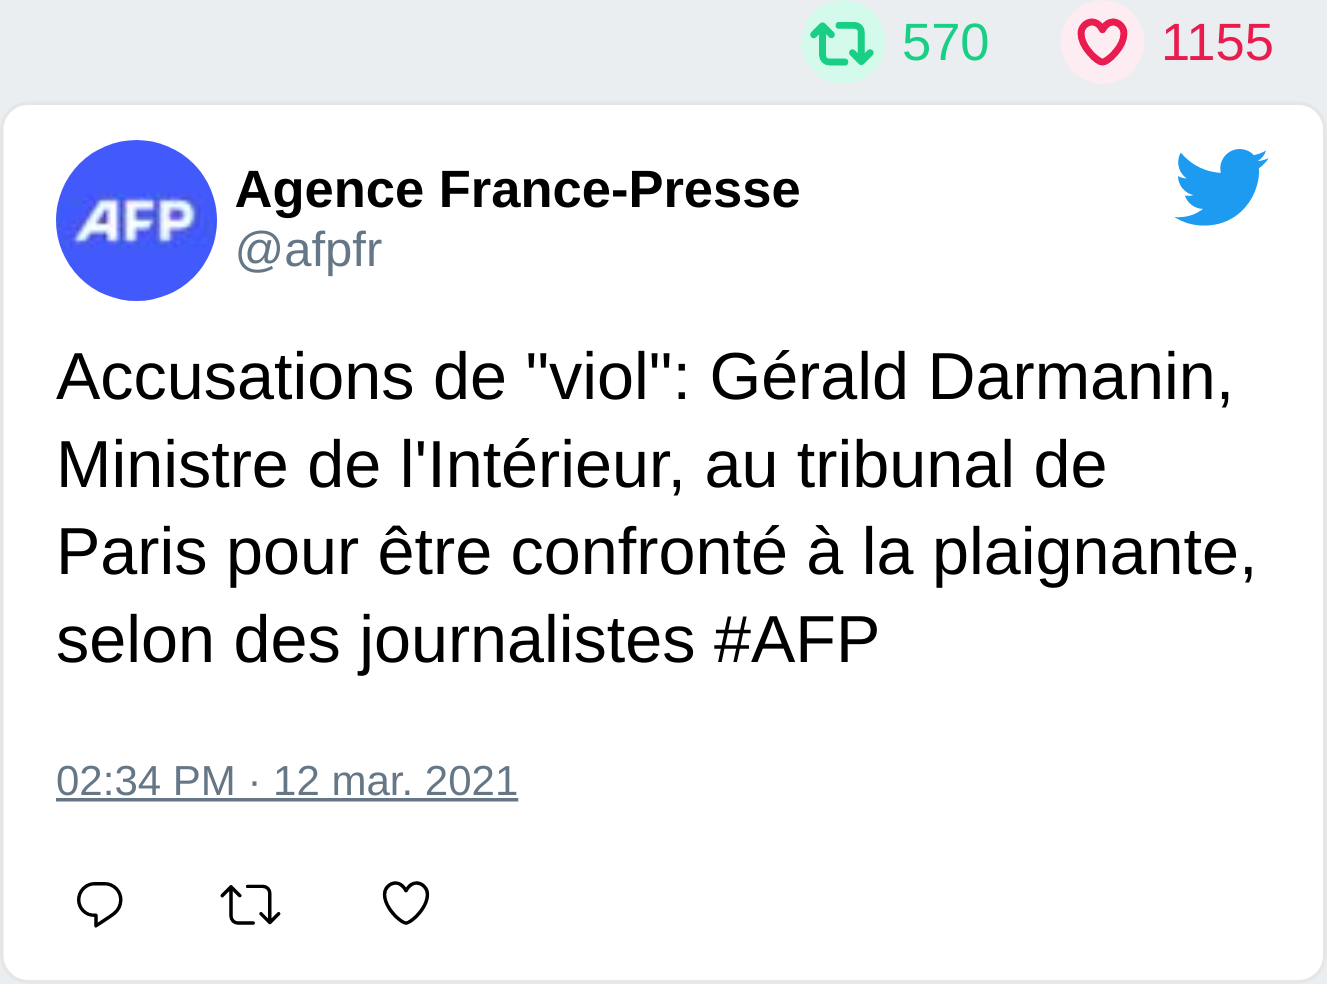 570 1155
AFP
Agence France-Presse
@afpfr
Accusations de "viol": Gérald Darmanin,
Ministre de l'Intérieur, au tribunal de
Paris pour être confronté à la plaignante,
selon des journalistes #AFP
02:34 PM · 12 mar. 2021